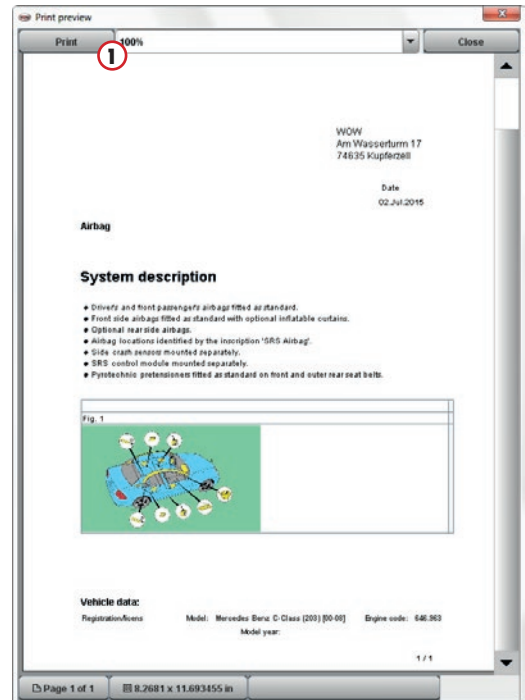 Print preview
Print 100% Close
1
WOW
Am Wasserturm 17
74635 Kupferzell
Date
02.Jul.2015
Airbag
System description
♦ Driver's and front passenger's airbags fitted as standard.
♦ Front side airbags fitted as standard with optional inflatable curtains.
♦ Optional rear side airbags.
♦ Airbag locations identified by the inscription 'SRS Airbag'.
♦ Side crash sensors mounted separately.
♦ SRS control module mounted separately.
♦ Pyrotechnic pretensioners fitted as standard on front and outer rear seat belts.
Fig. 1
Vehicle data:
Registration/licens Model: Mercedes Benz C-Class (203) [00-08] Engine code: 646.963
Model year:
1 / 1
Page 1 of 1 8.2681 x 11.693455 in